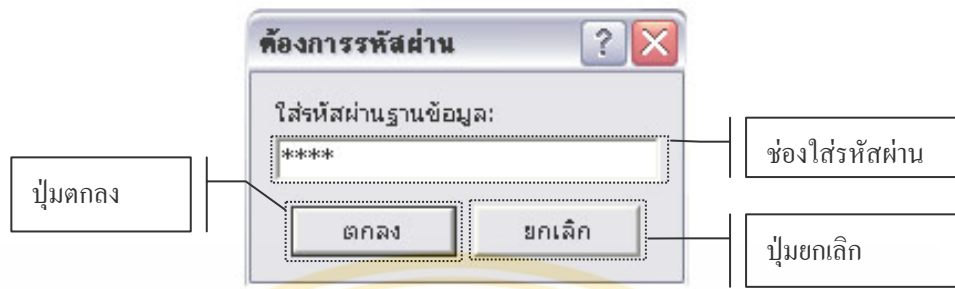 ต้องการรหัสผ่าน
ใส่รหัสผ่านฐานข้อมูล:
****
ช่องใส่รหัสผ่าน
ปุ่มตกลง
ตกลง
ยกเลิก
ปุ่มยกเลิก